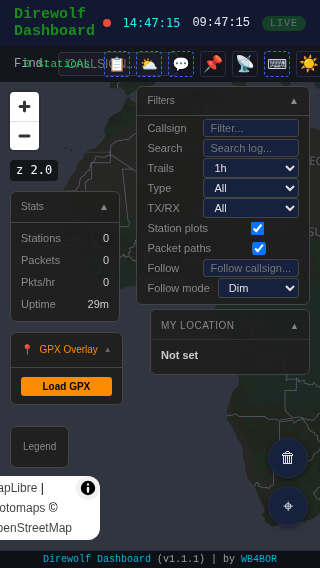 Direwolf
Dashboard
14:47:15 09:47:15 LIVE
Find: CALLSIG...
z 2.0
Filters ▲
Callsign Filter...
Search Search log...
Trails 1h
Type All
TX/RX All
Station plots
Packet paths
Follow Follow callsign...
Follow mode Dim
Stats ▲
Stations 0
Packets 0
Pkts/hr 0
Uptime 29m
MY LOCATION ▲
Not set
GPX Overlay ▲
Load GPX
Legend
apLibre |
otomaps ©
penStreetMap
Direwolf Dashboard (v1.1.1) | by WB4BOR